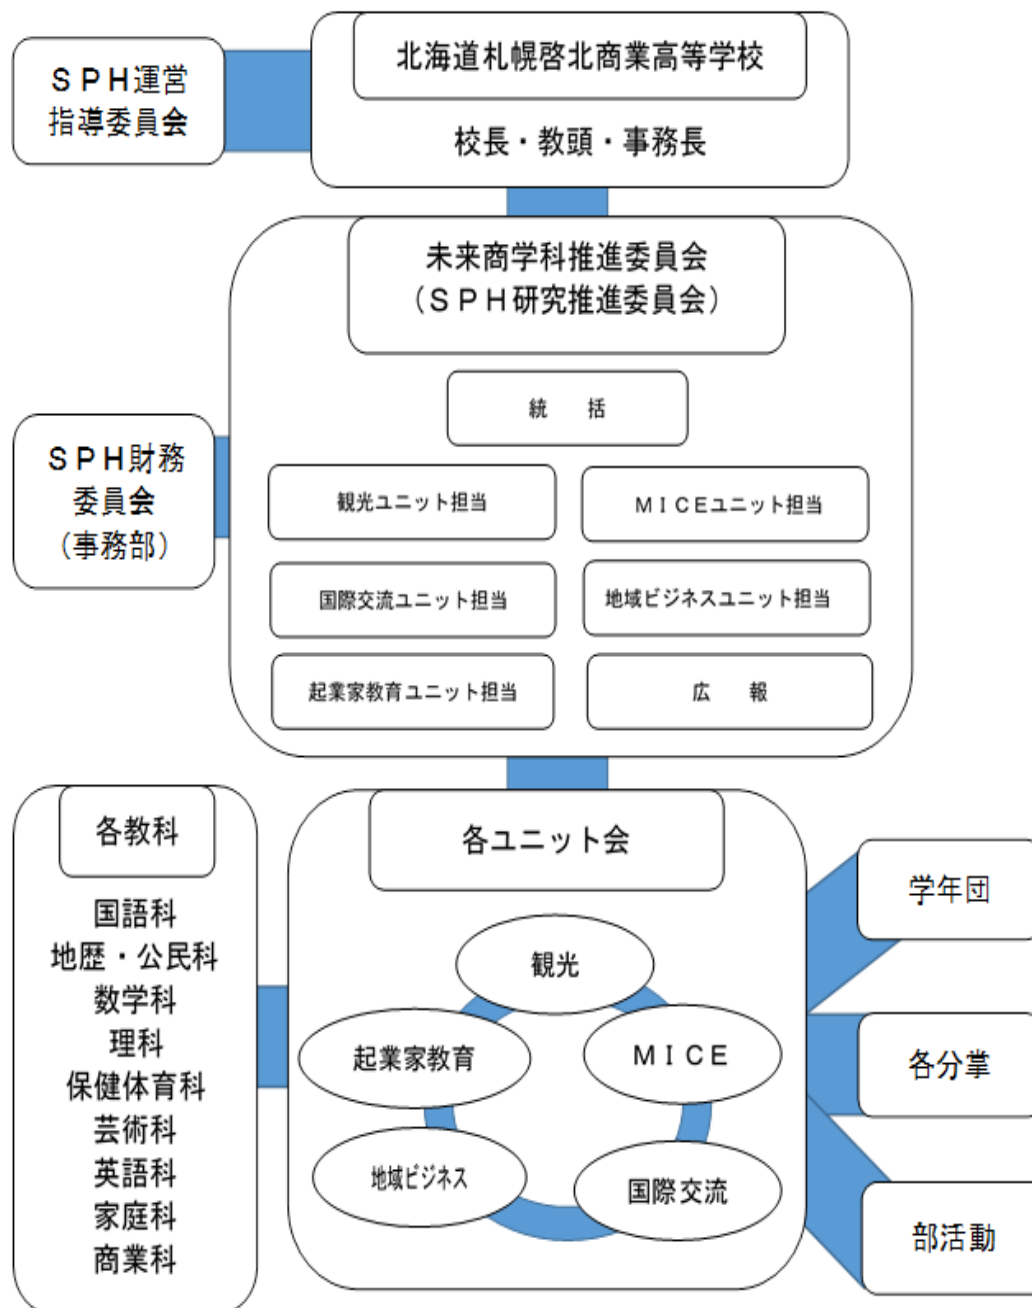 北海道札幌啓北商業高等学校
校長・教頭・事務長
ＳＰＨ運営
指導委員会
未来商学科推進委員会
（ＳＰＨ研究推進委員会）
統　　括
観光ユニット担当
ＭＩＣＥユニット担当
国際交流ユニット担当
地域ビジネスユニット担当
起業家教育ユニット担当
広　　報
ＳＰＨ財務
委員会
（事務部）
各教科
国語科
地歴・公民科
数学科
理科
保健体育科
芸術科
英語科
家庭科
商業科
各ユニット会
観光
起業家教育
ＭＩＣＥ
地域ビジネス
国際交流
学年団
各分掌
部活動